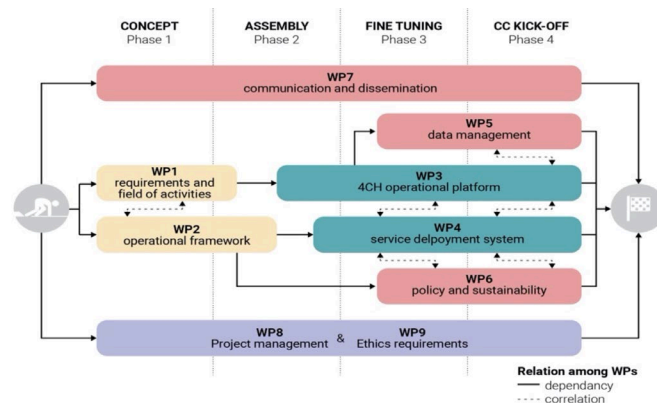 CONCEPT
Phase 1
ASSEMBLY
Phase 2
FINE TUNING
Phase 3
CC KICK-OFF
Phase 4
WP7
communication and dissemination
WP5
data management
WP1
requirements and
field of activities
WP3
4CH operational platform
WP2
operational framework
WP4
service delpoyment system
WP6
policy and sustainability
WP8
Project management
&
WP9
Ethics requirements
Relation among WPs
dependancy
correlation